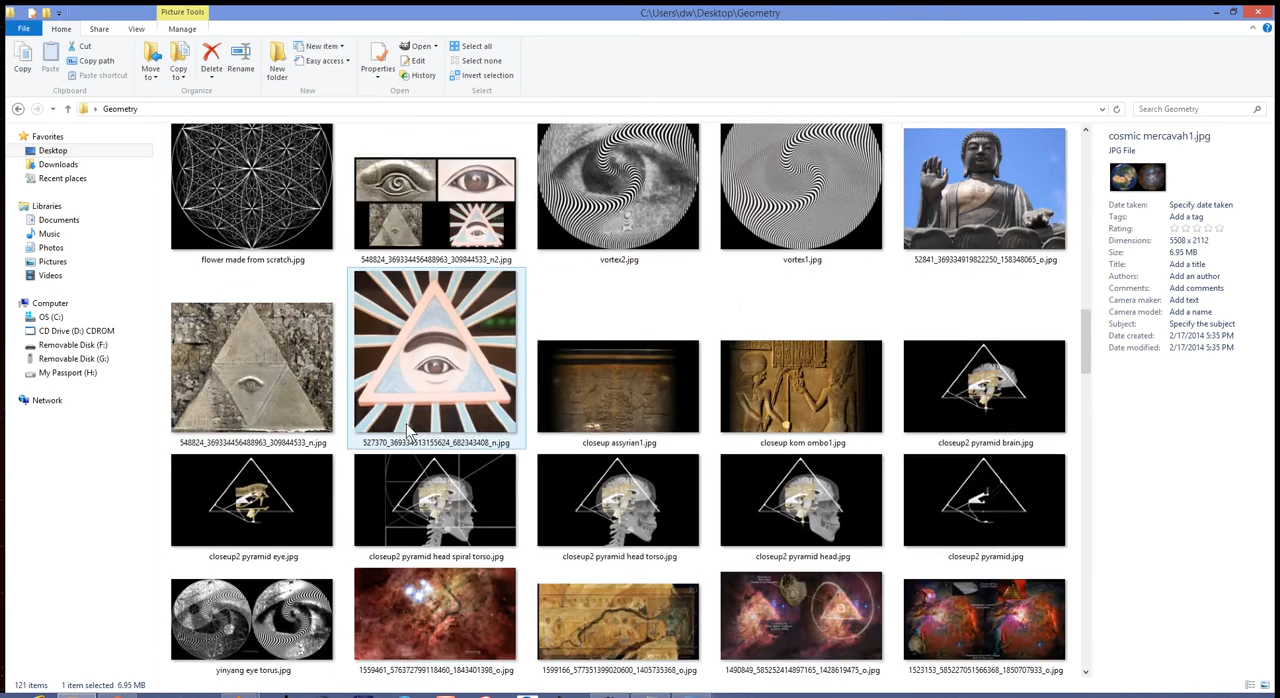 Picture Tools
C:\Users\dw\Desktop\Geometry
File
Home
Share
View
Manage
Copy
Paste
Cut
Copy path
Paste shortcut
Clipboard
Move to
Copy to
Delete
Rename
Organize
New folder
New item
Easy access
New
Properties
Open
Edit
History
Open
Select all
Select none
Invert selection
Select
Geometry
Search Geometry
Favorites
Desktop
Downloads
Recent places
Libraries
Documents
Music
Photos
Pictures
Videos
Computer
OS (C:)
CD Drive (D:) CDROM
Removable Disk (F:)
Removable Disk (G:)
My Passport (H:)
Network
flower made from scratch.jpg
548824_369334456488963_309844533_n2.jpg
vortex2.jpg
vortex1.jpg
52841_369334919822250_158348065_o.jpg
548824_369334456488963_309844533_n.jpg
527370_369334513155624_682343408_n.jpg
closeup assyrian1.jpg
closeup kom ombo1.jpg
closeup2 pyramid brain.jpg
closeup2 pyramid eye.jpg
closeup2 pyramid head spiral torso.jpg
closeup2 pyramid head torso.jpg
closeup2 pyramid head.jpg
closeup2 pyramid.jpg
yinyang eye torus.jpg
1559461_576372799118460_1843401398_o.jpg
1599166_577351399020600_1405735368_o.jpg
1490849_585252414897165_1428619475_o.jpg
1523153_585227051566368_1850707933_o.jpg
cosmic mercavah1.jpg
JPG File
Date taken: Specify date taken
Tags: Add a tag
Rating:
Dimensions: 5508 x 2112
Size: 6.95 MB
Title: Add a title
Authors: Add an author
Comments: Add comments
Camera maker: Add text
Camera model: Add a name
Subject: Specify the subject
Date created: 2/17/2014 5:35 PM
Date modified: 2/17/2014 5:35 PM
121 items
1 item selected 6.95 MB